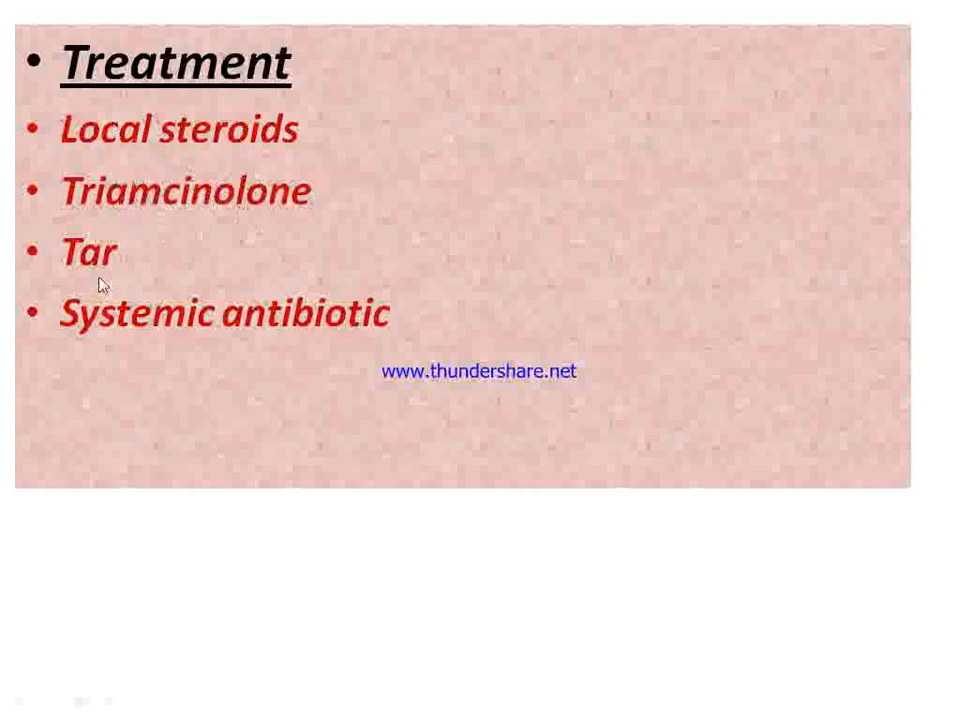 • Treatment
• Local steroids
• Triamcinolone
• Tar
• Systemic antibiotic
www.thundershare.net